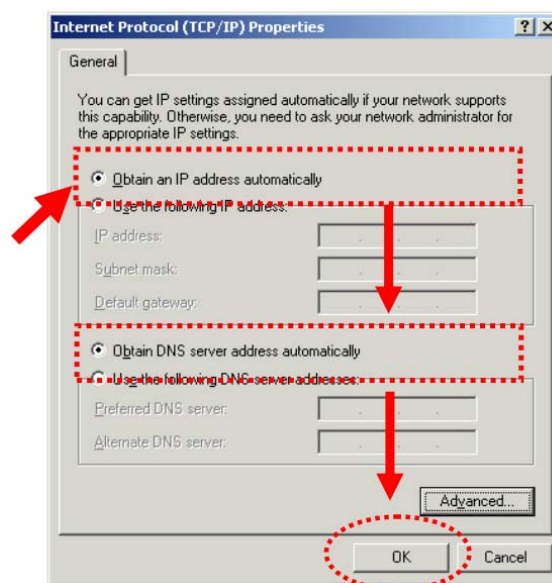 Internet Protocol (TCP/IP) Properties
General
You can get IP settings assigned automatically if your network supports
this capability. Otherwise, you need to ask your network administrator for
the appropriate IP settings.
Obtain an IP address automatically
Use the following IP address:
IP address:
Subnet mask:
Default gateway:
Obtain DNS server address automatically
Use the following DNS server addresses:
Preferred DNS server:
Alternate DNS server:
Advanced...
OK Cancel